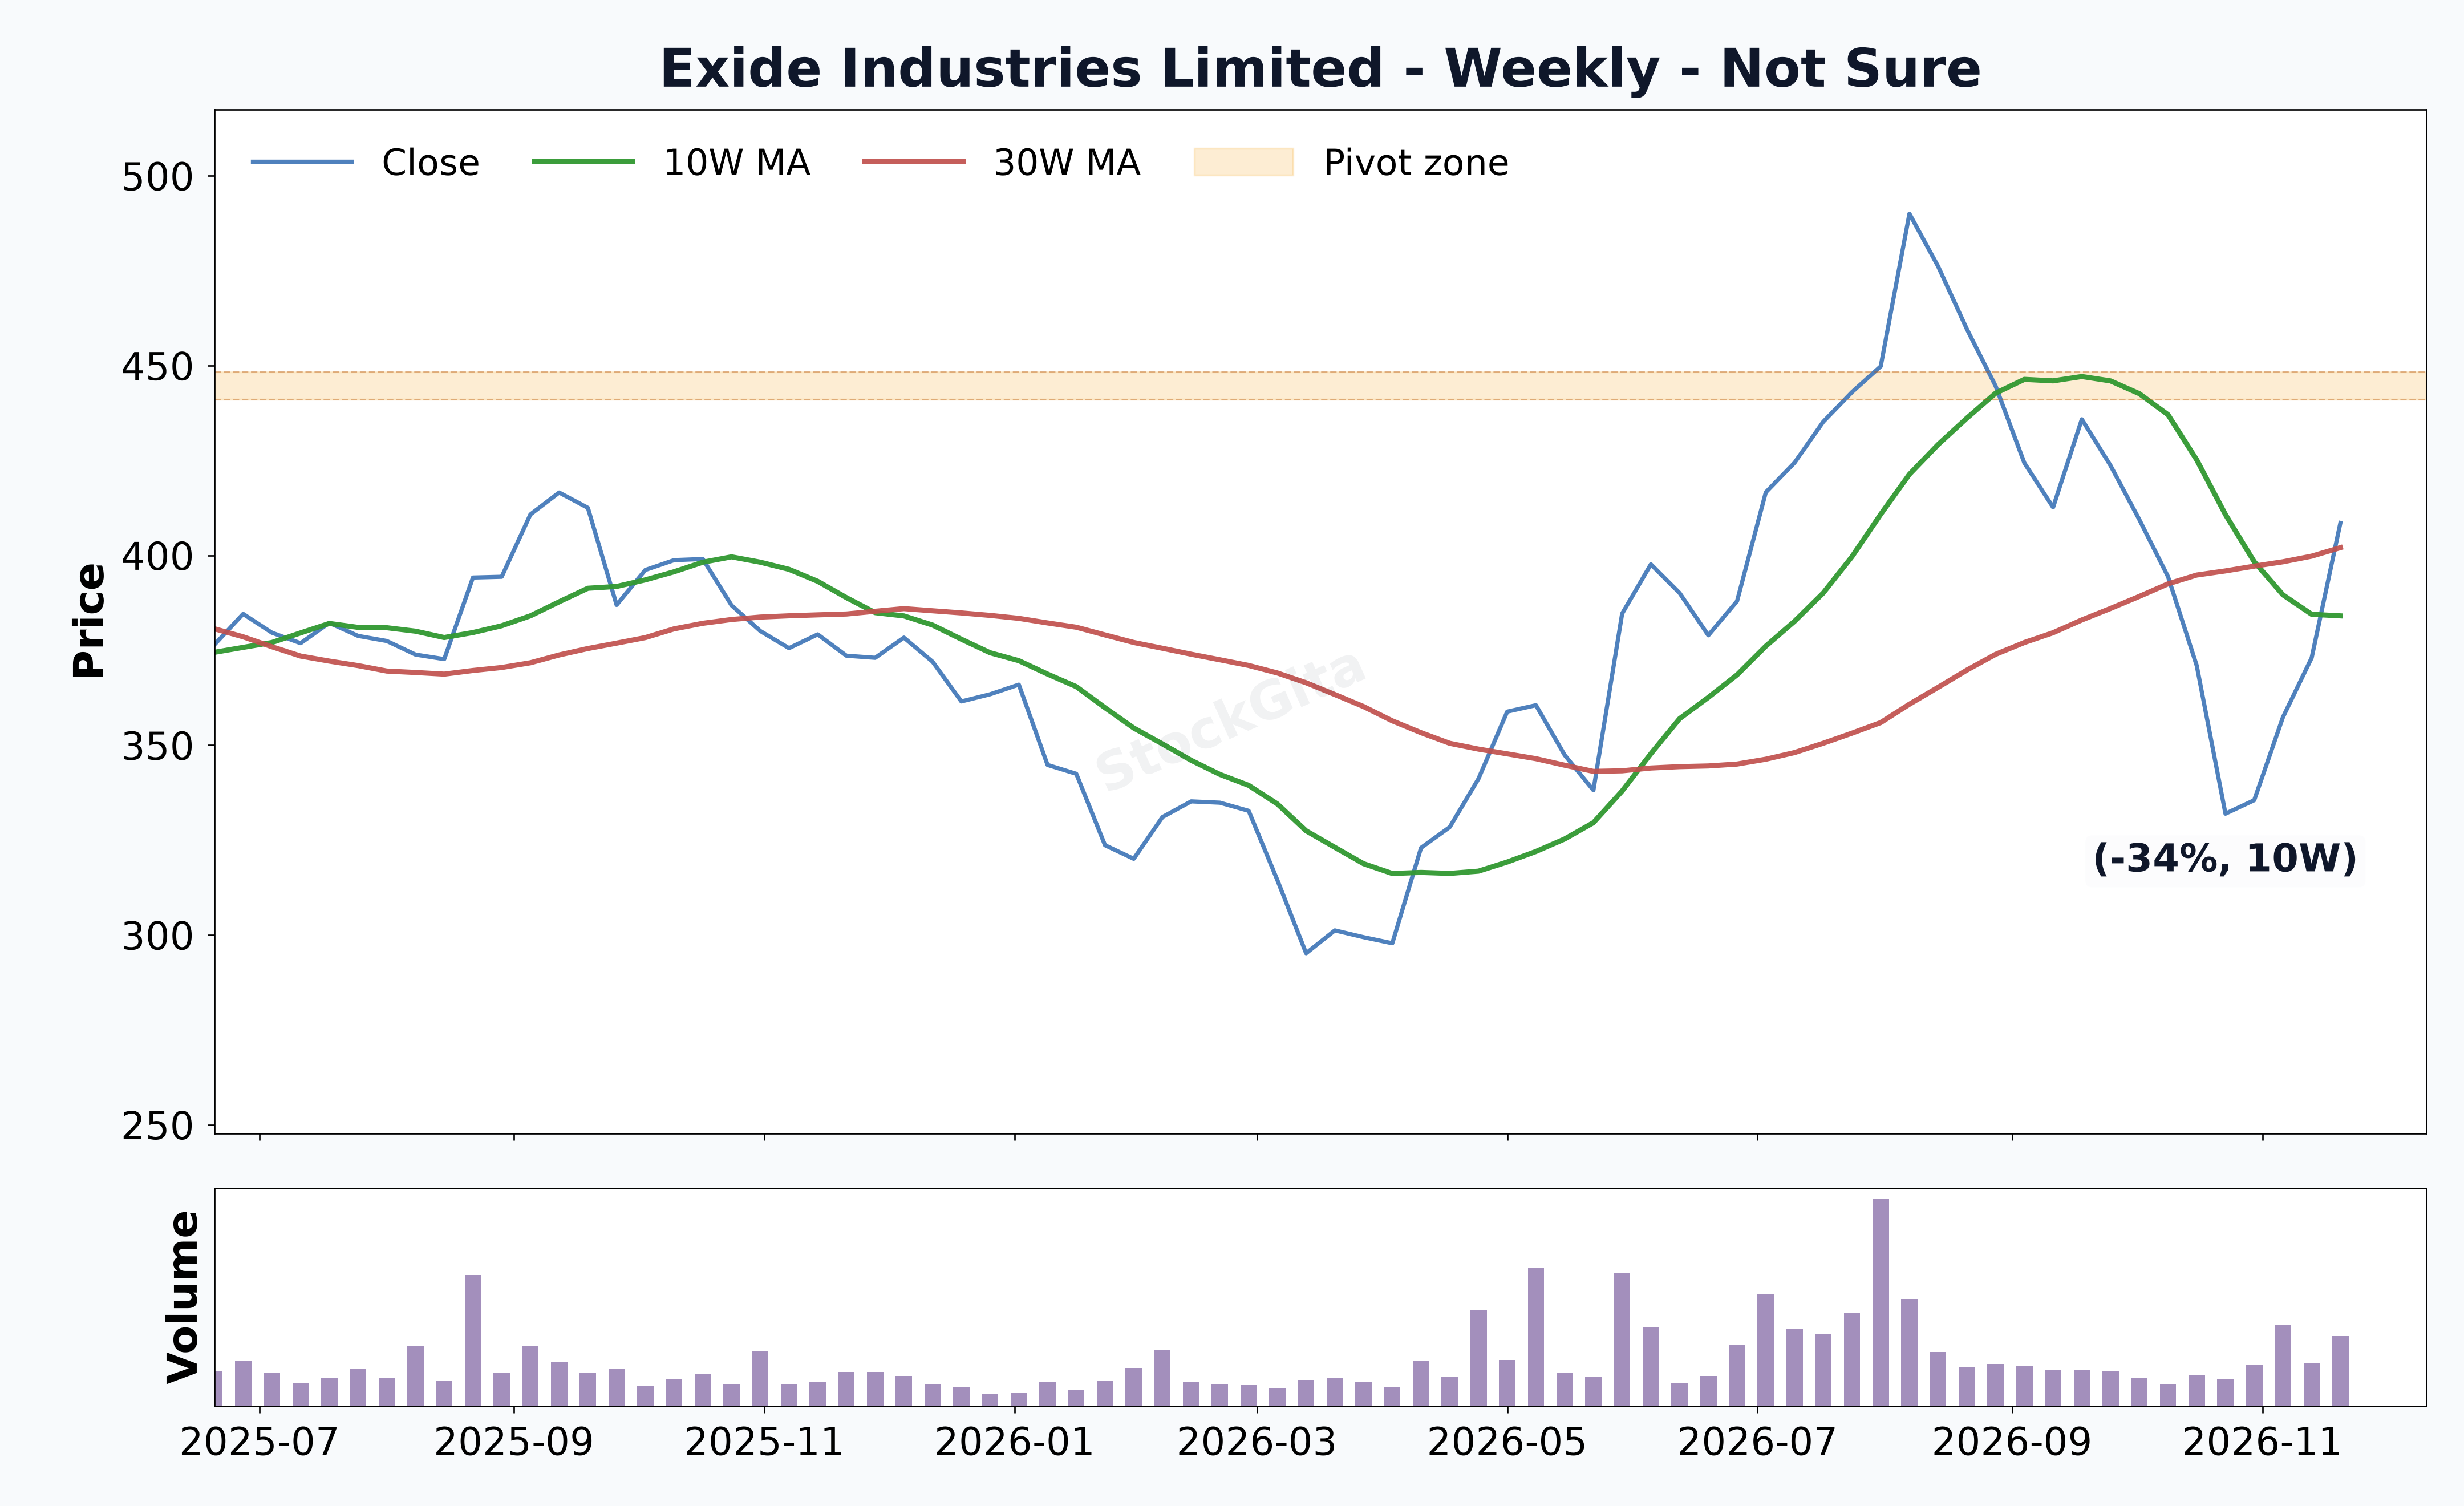 Exide Industries Limited - Weekly - Not Sure
Close 10W MA 30W MA Pivot zone
500
450
400
350
300
250
Price
StockGita
(-34%, 10W)
Volume
2025-07 2025-09 2025-11 2026-01 2026-03 2026-05 2026-07 2026-09 2026-11